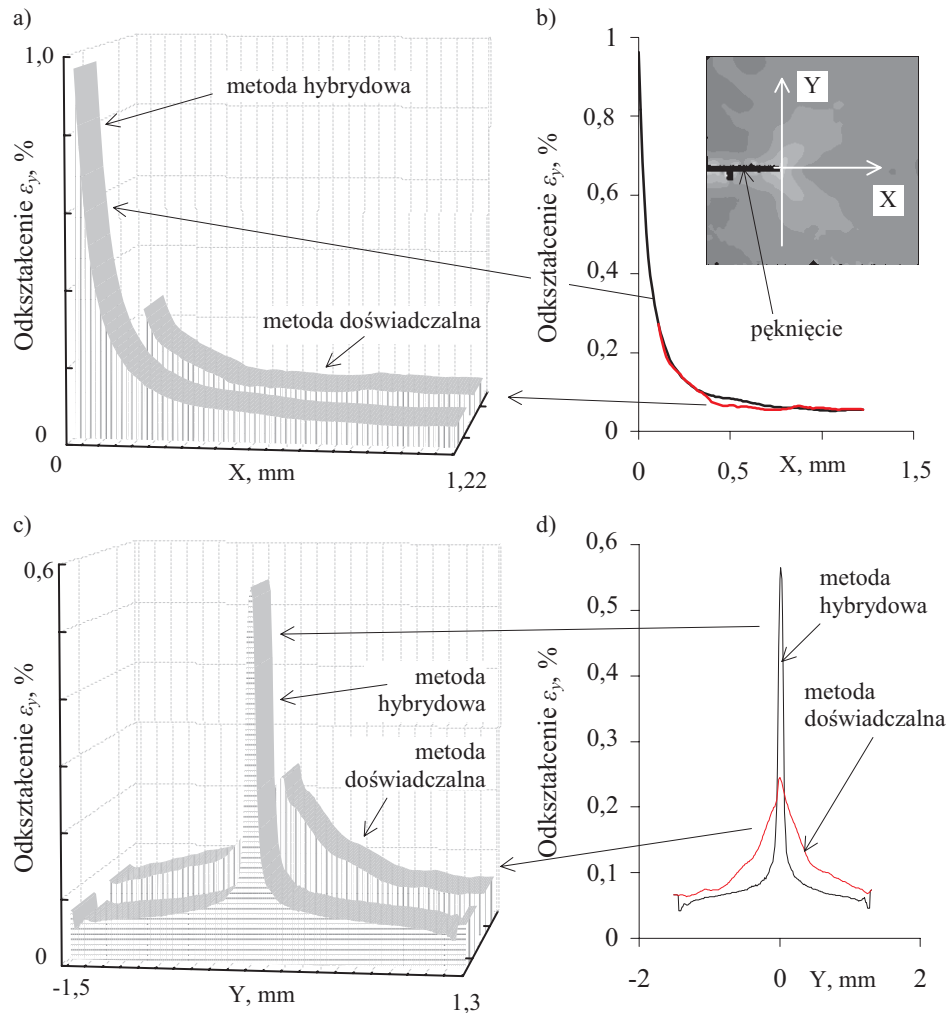 a)
1,0
metoda hybrydowa
Odkształcenie εy, %
metoda doświadczalna
0
0
X, mm
1,22
b)
1
0,8
0,6
0,4
0,2
0
Odkształcenie εy, %
Y
X
pęknięcie
0
0,5
X, mm
1,5
c)
0,6
Odkształcenie εy, %
metoda
hybrydowa
metoda
doświadczalna
0
-1,5
Y, mm
1,3
d)
0,6
0,5
0,4
0,3
0,2
0,1
0
Odkształcenie εy, %
metoda
hybrydowa
metoda
doświadczalna
-2
0
Y, mm
2